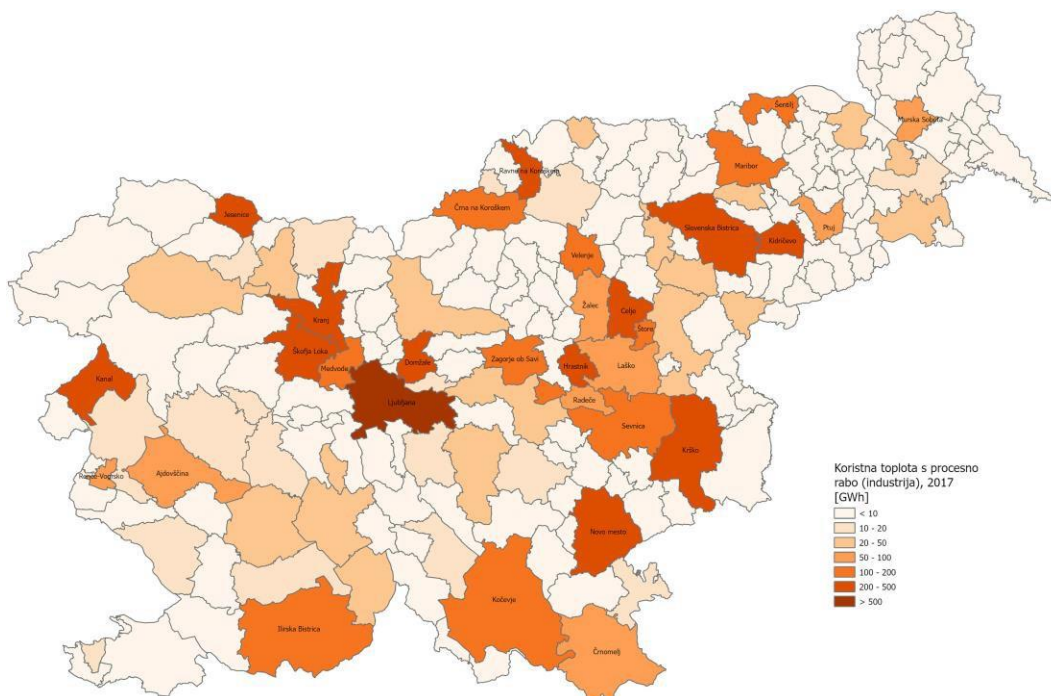 Šentilj
Murska Sobota
Ravne na Koroškem
Maribor
Jesenice
Črna na Koroškem
Slovenska Bistrica
Ptuj
Kidričevo
Velenje
Žalec
Celje
Kranj
Štore
Škofja Loka
Domžale
Zagorje ob Savi
Hrastnik
Laško
Medvode
Kanal
Ljubljana
Radeče
Sevnica
Krško
Ajdovščina
Renče-Vogrsko
Novo mesto
Kočevje
Ilirska Bistrica
Črnomelj
Koristna toplota s procesno
rabo (industrija), 2017
[GWh]
< 10
10 - 20
20 - 50
50 - 100
100 - 200
200 - 500
> 500